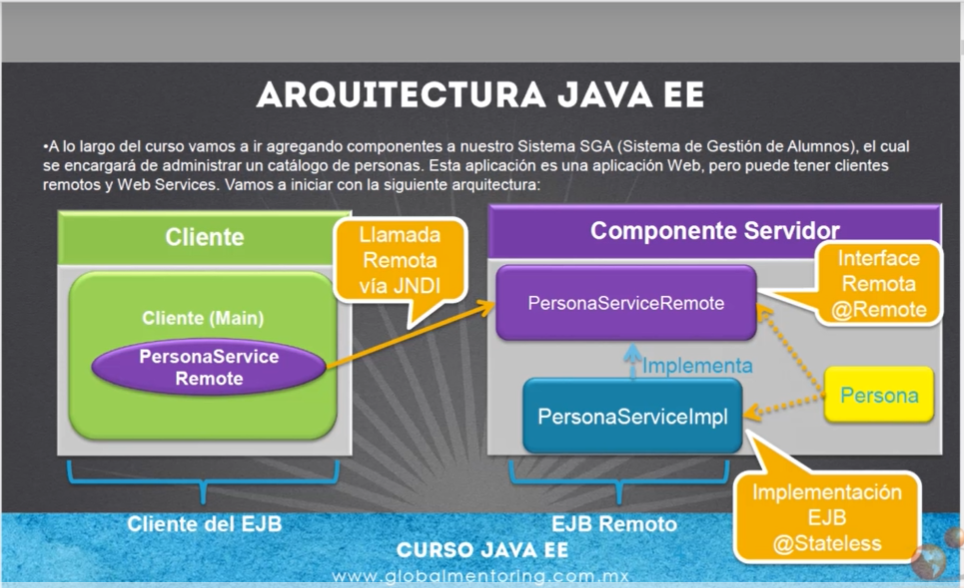 ARQUITECTURA JAVA EE
•A lo largo del curso vamos a ir agregando componentes a nuestro Sistema SGA (Sistema de Gestión de Alumnos), el cual
se encargará de administrar un catálogo de personas. Esta aplicación es una aplicación Web, pero puede tener clientes
remotos y Web Services. Vamos a iniciar con la siguiente arquitectura:
Cliente
Cliente (Main)
PersonaService
Remote
Llamada
Remota
vía JNDI
Componente Servidor
PersonaServiceRemote
Interface
Remota
@Remote
Implementa
PersonaServiceImpl
Persona
Implementación
EJB
@Stateless
Cliente del EJB
EJB Remoto
CURSO JAVA EE
www.globalmentoring.com.mx